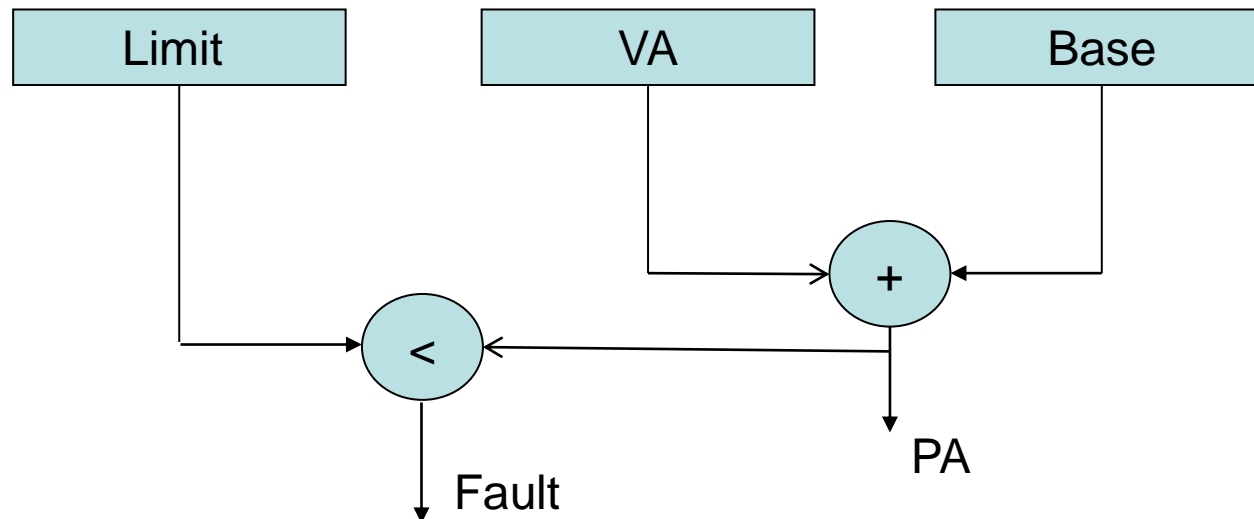 Limit
VA
Base
+
<
PA
Fault